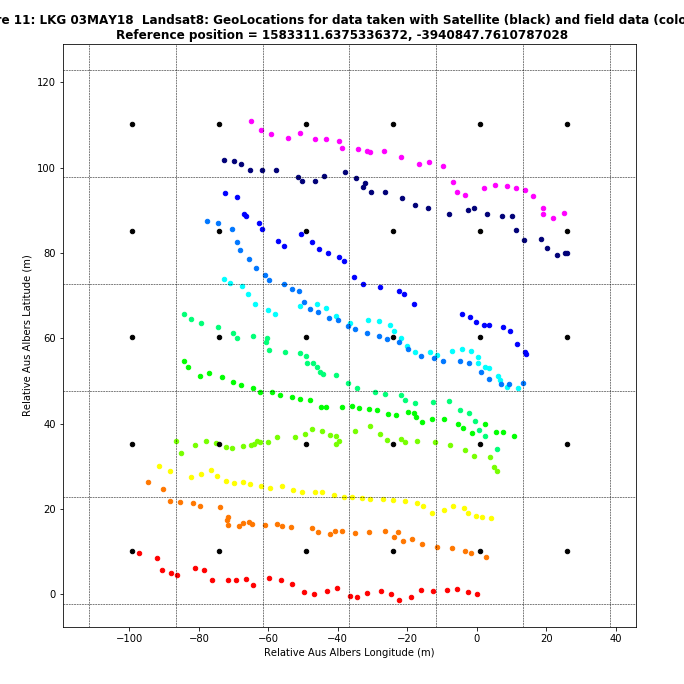 11: LKG 03MAY18 Landsat8: GeoLocations for data taken with Satellite (black) and field data
Reference position = 1583311.6375336372, -3940847.7610787028
120
100
80
60
40
20
0
Relative Aus Albers Latitude (m)
−100 −80 −60 −40 −20 0 20 40
Relative Aus Albers Longitude (m)